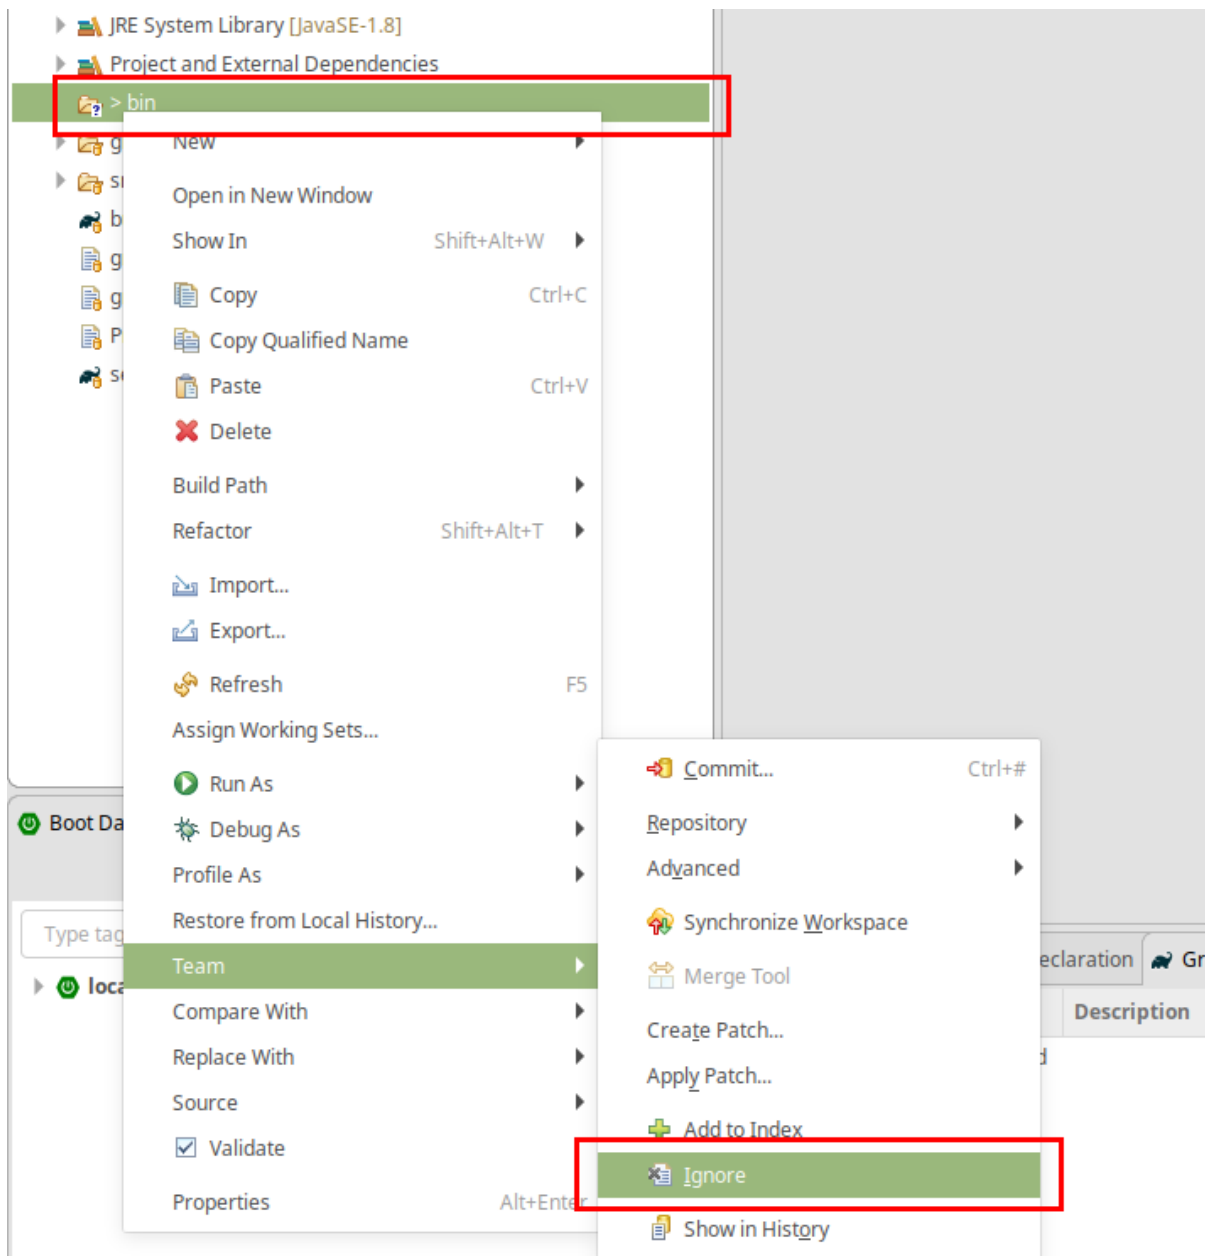 JRE System Library [JavaSE-1.8]
Project and External Dependencies
> bin
New
Open in New Window
Show In Shift+Alt+W
Copy Ctrl+C
Copy Qualified Name
Paste Ctrl+V
Delete
Build Path
Refactor Shift+Alt+T
Import...
Export...
Refresh F5
Assign Working Sets...
Run As
Debug As
Profile As
Restore from Local History...
Team
Compare With
Replace With
Source
Validate
Properties Alt+Enter
Commit... Ctrl+#
Repository
Advanced
Synchronize Workspace
Merge Tool
Create Patch...
Apply Patch...
Add to Index
Ignore
Show in History
Boot Da
Type tag
loca
eclaration
Gr
Description